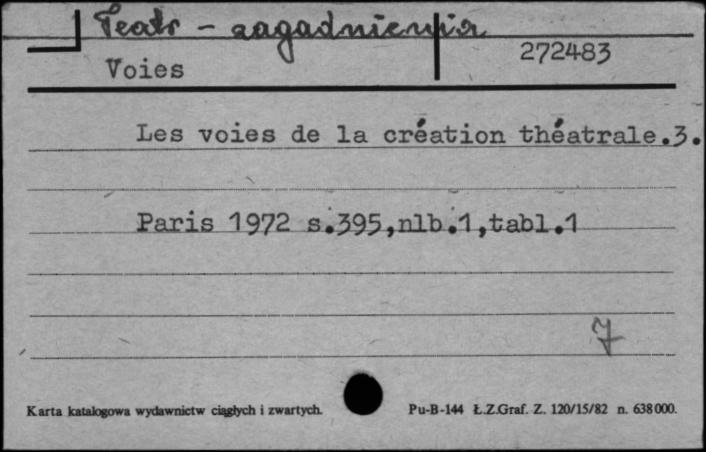 Teatr - zagadnienia
Voies 272483
Les voies de la création théatrale.3.
Paris 1972 s.395,nlb.1,tabl.1
7
Karta katalogowa wydawnictw ciągłych i zwartych. Pu-B-144 Ł.Z.Graf. Z. 120/15/82 n. 638000.